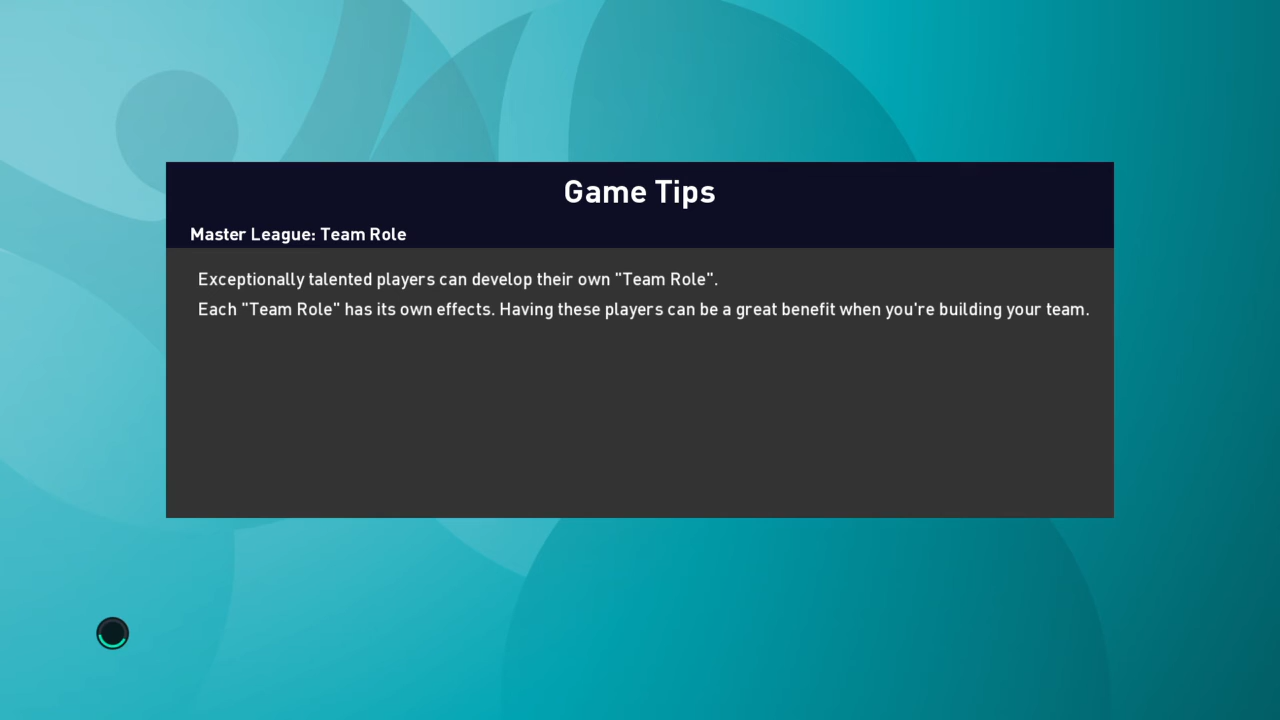 Game Tips
Master League: Team Role
Exceptionally talented players can develop their own "Team Role".
Each "Team Role" has its own effects. Having these players can be a great benefit when you're building your team.